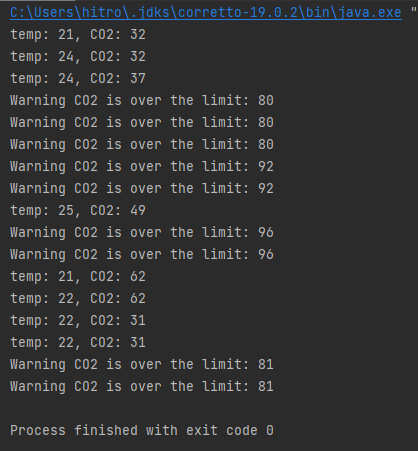 C:\Users\hitro\.jdks\corretto-19.0.2\bin\java.exe "
temp: 21, CO2: 32
temp: 24, CO2: 32
temp: 24, CO2: 37
Warning CO2 is over the limit: 80
Warning CO2 is over the limit: 80
Warning CO2 is over the limit: 80
Warning CO2 is over the limit: 92
Warning CO2 is over the limit: 92
temp: 25, CO2: 49
Warning CO2 is over the limit: 96
Warning CO2 is over the limit: 96
temp: 21, CO2: 62
temp: 22, CO2: 62
temp: 22, CO2: 31
temp: 22, CO2: 31
Warning CO2 is over the limit: 81
Warning CO2 is over the limit: 81
Process finished with exit code 0